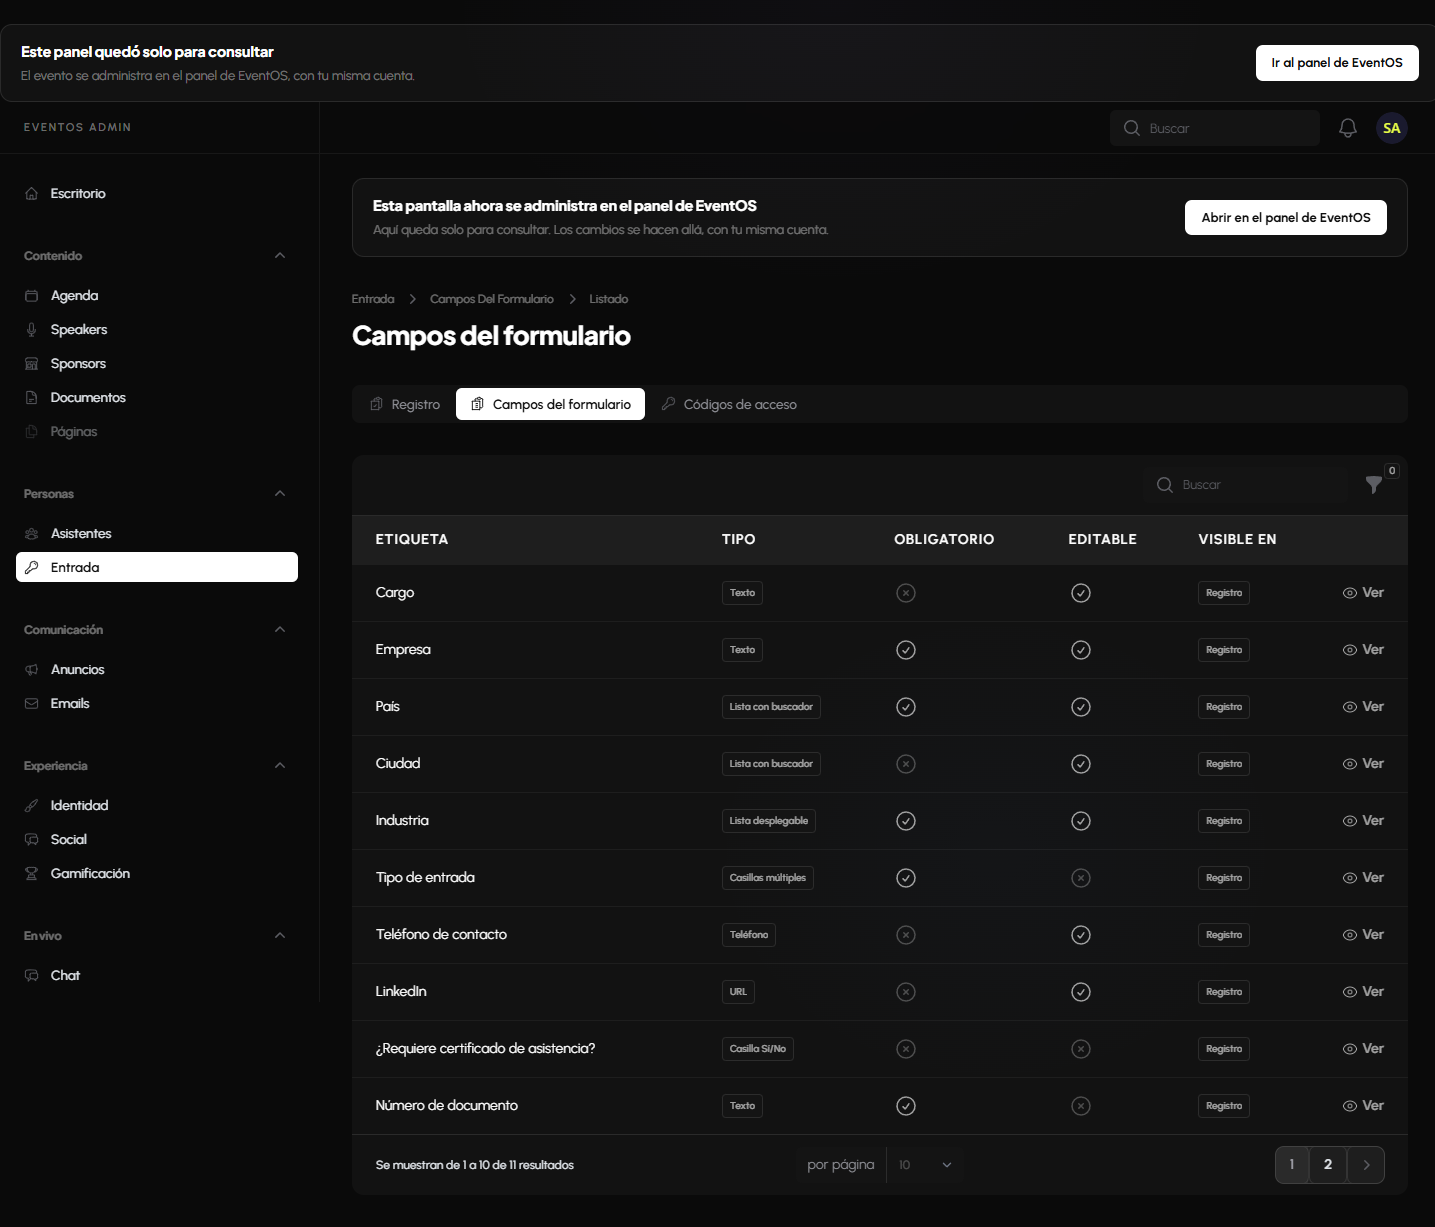 Este panel quedó solo para consultar
El evento se administra en el panel de EventOS, con tu misma cuenta.
Ir al panel de EventOS
EVENTOS ADMIN
Buscar
SA
Escritorio
Contenido
Agenda
Speakers
Sponsors
Documentos
Páginas
Personas
Asistentes
Entrada
Comunicación
Anuncios
Emails
Experiencia
Identidad
Social
Gamificación
En vivo
Chat
Esta pantalla ahora se administra en el panel de EventOS
Aquí queda solo para consultar. Los cambios se hacen allá, con tu misma cuenta.
Abrir en el panel de EventOS
Entrada Campos Del Formulario Listado
Campos del formulario
Registro Campos del formulario Códigos de acceso
Buscar 0
ETIQUETA TIPO OBLIGATORIO EDITABLE VISIBLE EN
Cargo Texto Registro Ver
Empresa Texto Registro Ver
País Lista con buscador Registro Ver
Ciudad Lista con buscador Registro Ver
Industria Lista desplegable Registro Ver
Tipo de entrada Casillas múltiples Registro Ver
Teléfono de contacto Teléfono Registro Ver
LinkedIn URL Registro Ver
¿Requiere certificado de asistencia? Casilla Sí/No Registro Ver
Número de documento Texto Registro Ver
Se muestran de 1 a 10 de 11 resultados por página 10 1 2